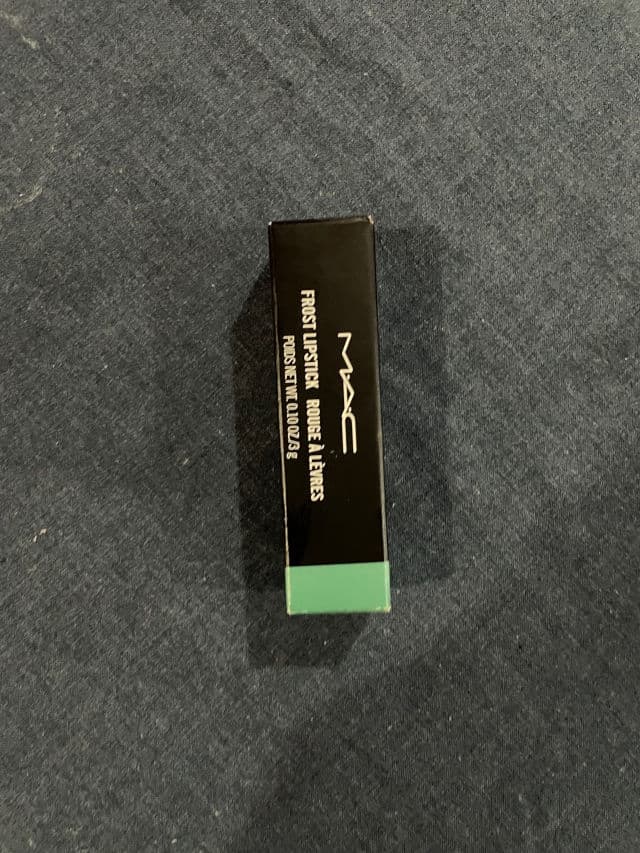 MAC
FROST LIPSTICK ROUGE À LÈVRES
POIDS NET WT. 0.10 OZ./3 g